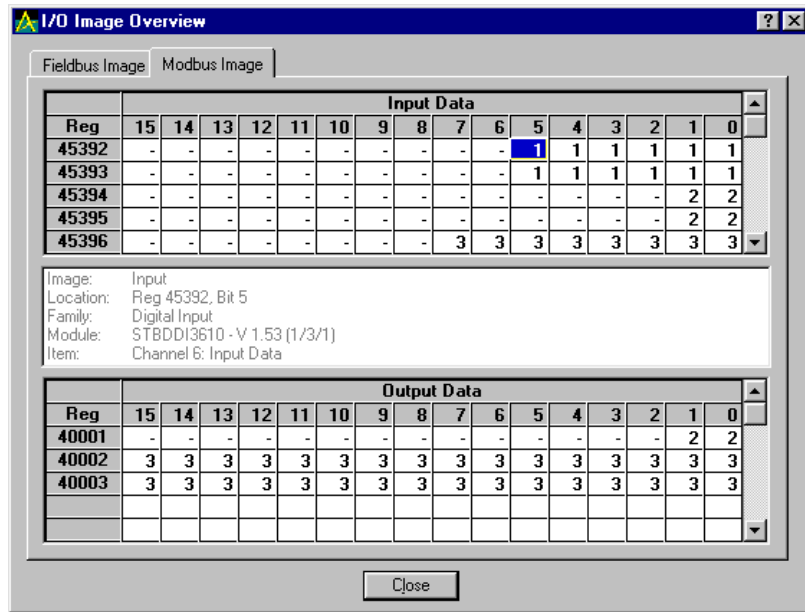 I/O Image Overview
Fieldbus Image Modbus Image
Input Data
Reg 15 14 13 12 11 10 9 8 7 6 5 4 3 2 1 0
45392 - - - - - - - - - - 1 1 1 1 1 1
45393 - - - - - - - - - - 1 1 1 1 1 1
45394 - - - - - - - - - - - - - - 2 2
45395 - - - - - - - - - - - - - - 2 2
45396 - - - - - - - - 3 3 3 3 3 3 3 3
Image: Input
Location: Reg 45392, Bit 5
Family: Digital Input
Module: STBDDI3610 - V 1.53 (1/3/1)
Item: Channel 6: Input Data
Output Data
Reg 15 14 13 12 11 10 9 8 7 6 5 4 3 2 1 0
40001 - - - - - - - - - - - - - - 2 2
40002 3 3 3 3 3 3 3 3 3 3 3 3 3 3 3 3
40003 3 3 3 3 3 3 3 3 3 3 3 3 3 3 3 3
Close